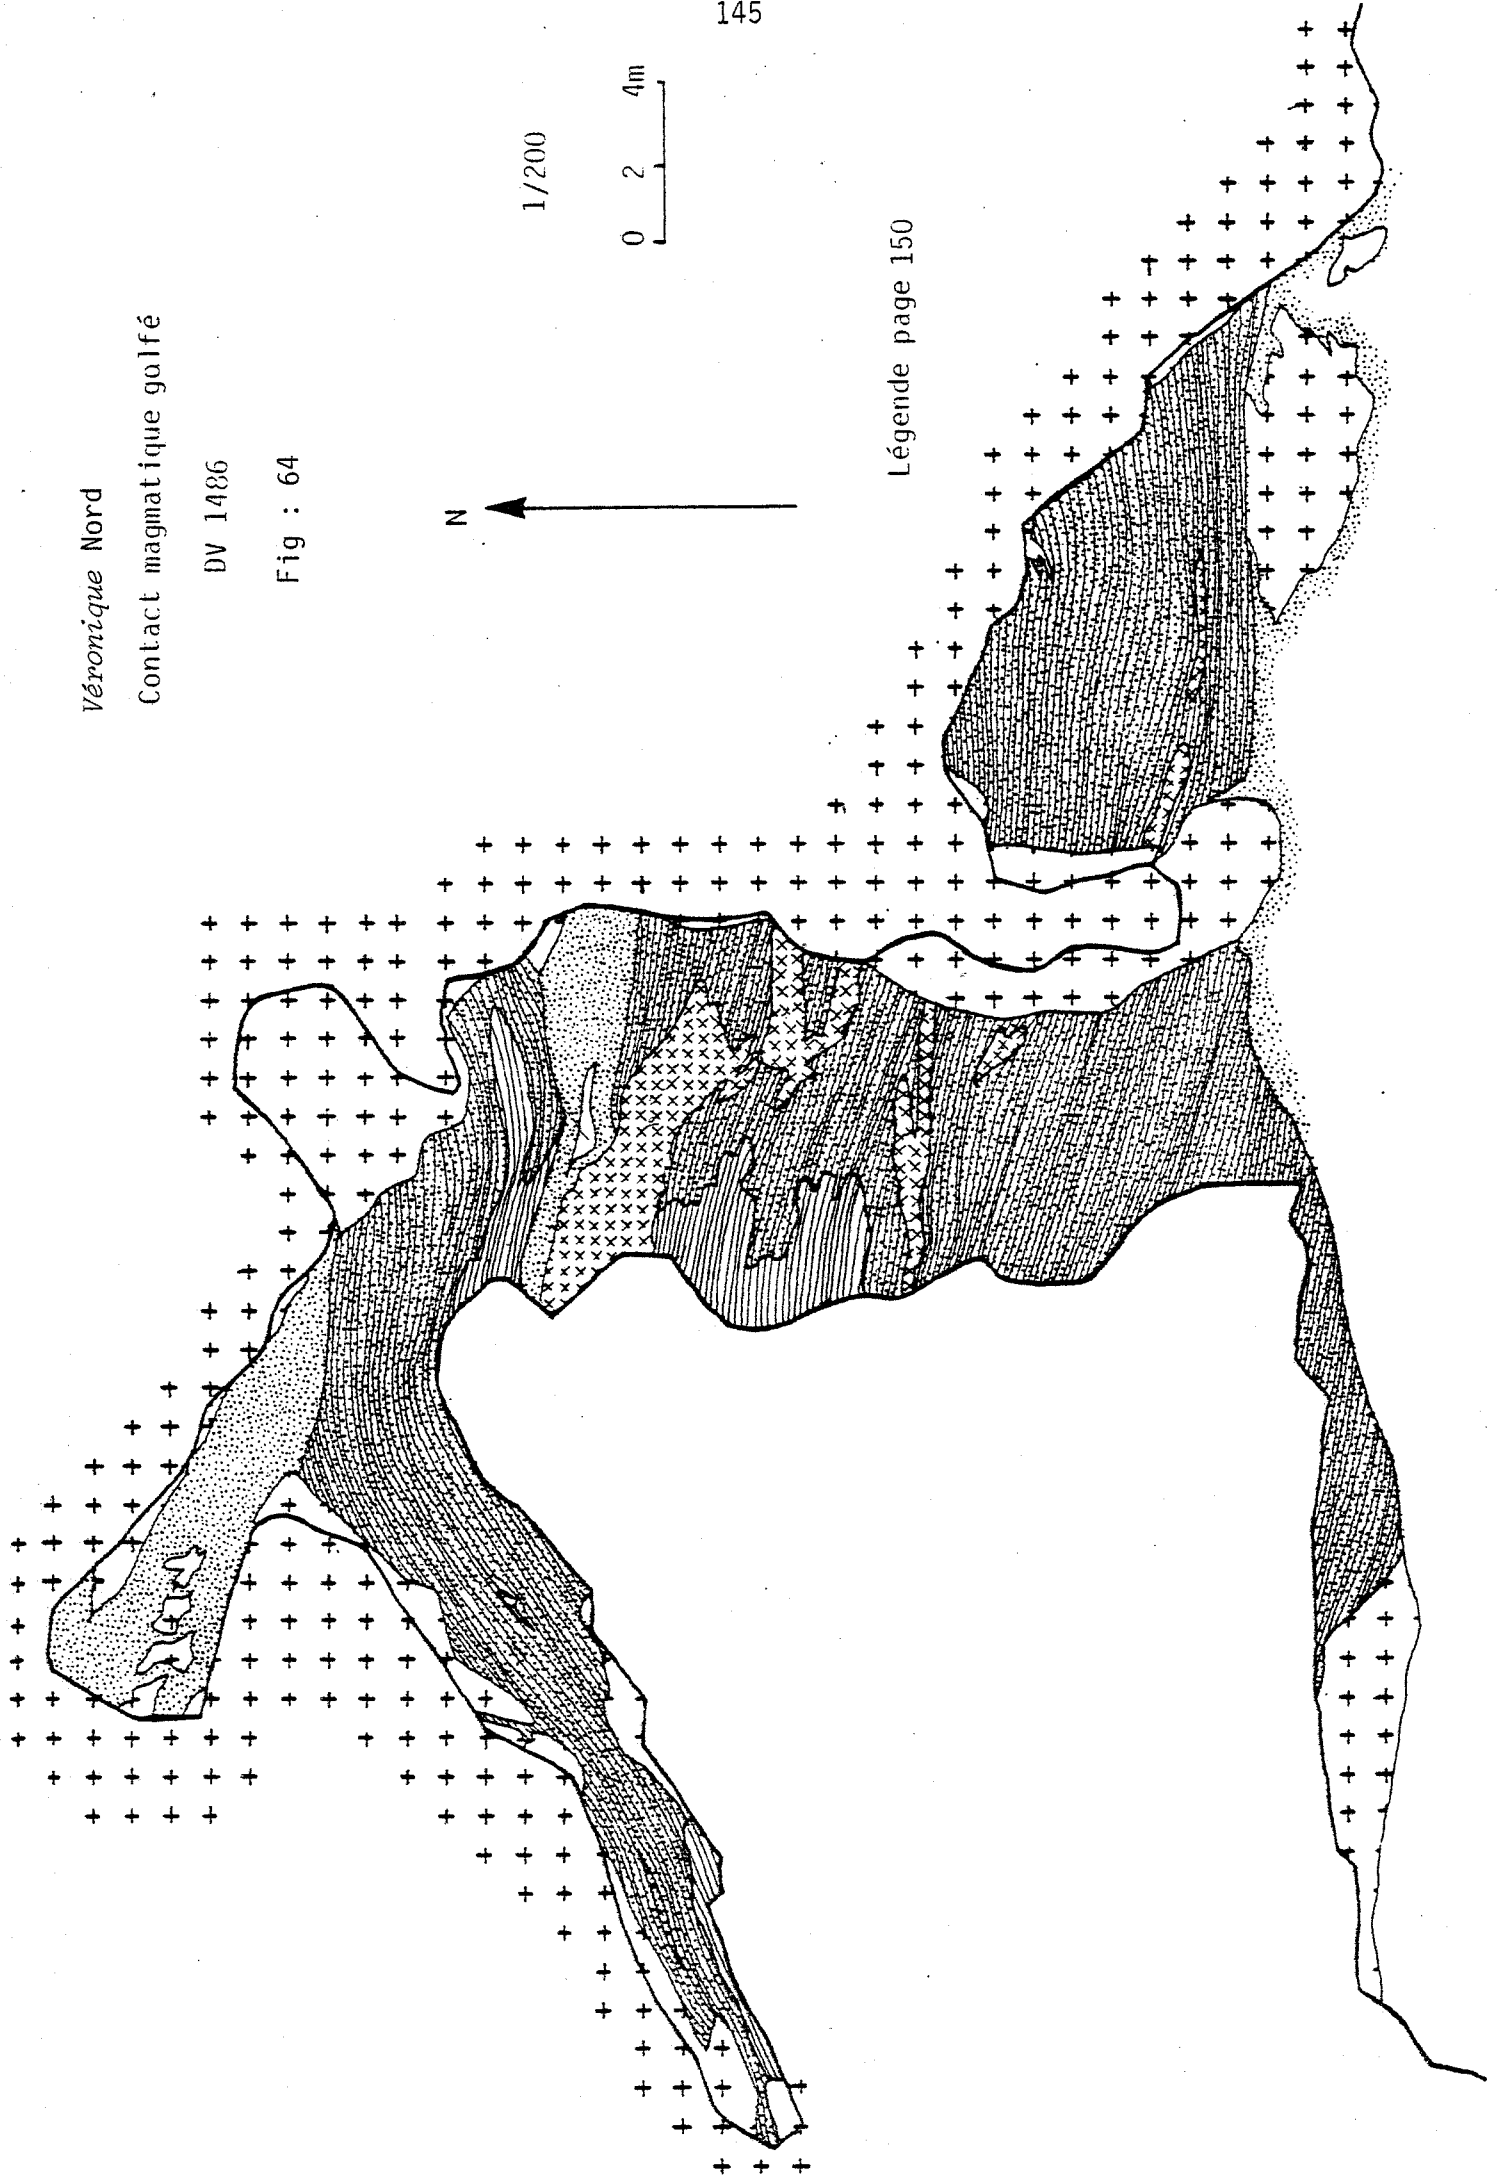 145
Véronique Nord
Contact magmatique golfé
DV 1486
Fig : 64
N
1/200
0 2 4m
Légende page 150